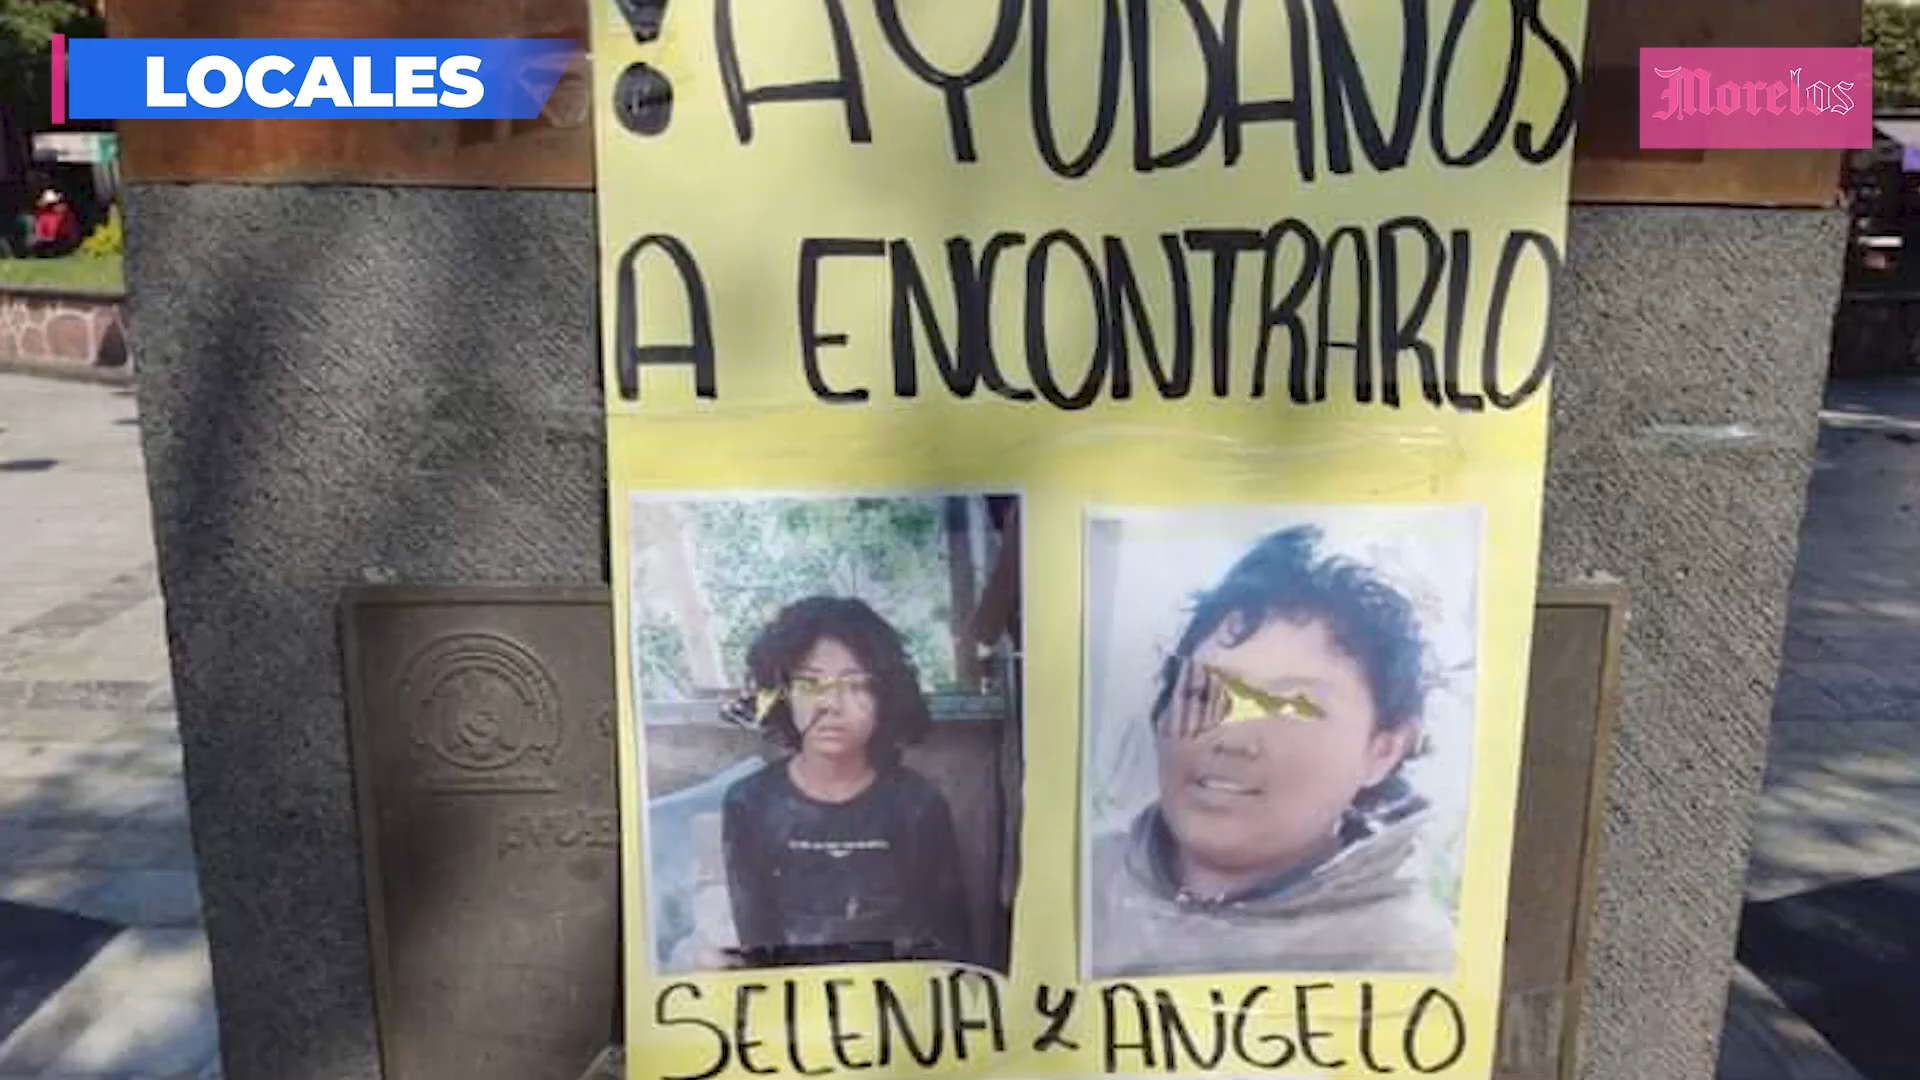 LOCALES
Morelos
¡AYUDANOS
A ENCONTRARLO
SELENA Y ANGELO